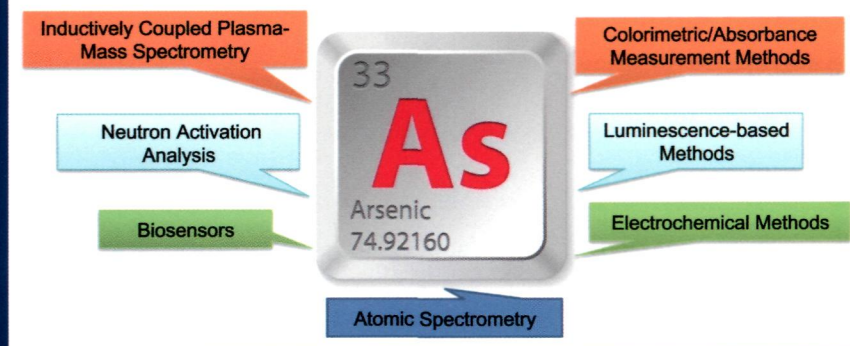 Inductively Coupled Plasma-
Mass Spectrometry
Colorimetric/Absorbance
Measurement Methods
Neutron Activation
Analysis
Luminescence-based
Methods
Biosensors
Electrochemical Methods
33
As
Arsenic
74.92160
Atomic Spectrometry